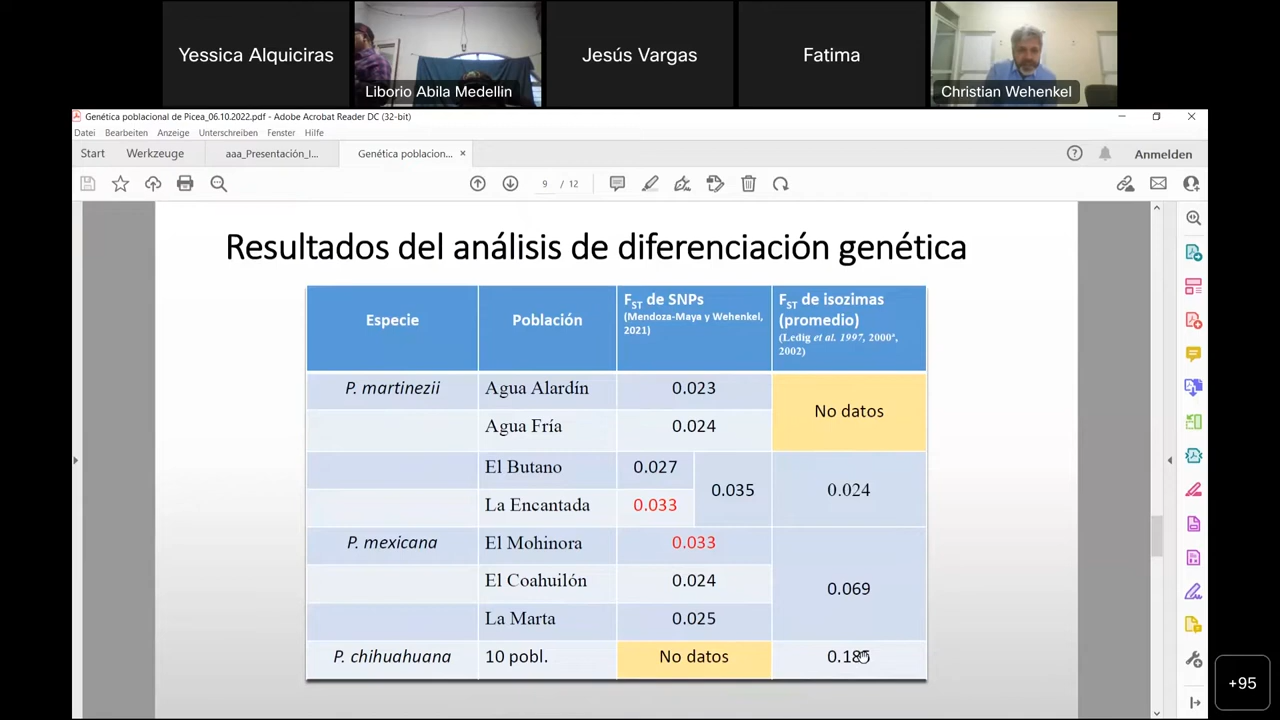 Yessica Alquiciras
Liborio Abila Medellin
Jesús Vargas
Fatima
Christian Wehenkel
Genética poblacional de Picea_06.10.2022.pdf - Adobe Acrobat Reader DC (32-bit)
Datei Bearbeiten Anzeige Unterschreiben Fenster Hilfe
Start Werkzeuge aaa_Presentación_I... Genética poblacion... × Anmelden
9 / 12
Resultados del análisis de diferenciación genética
Especie
Población
FST de SNPs
(Mendoza-Maya y Wehenkel,
2021)
FST de isozimas
(promedio)
(Ledig et al. 1997, 2000ª,
2002)
P. martinezii Agua Alardín 0.023 No datos
Agua Fría 0.024
El Butano 0.027 0.035 0.024
La Encantada 0.033
P. mexicana El Mohinora 0.033 0.069
El Coahuilón 0.024
La Marta 0.025
P. chihuahuana 10 pobl. No datos
+95